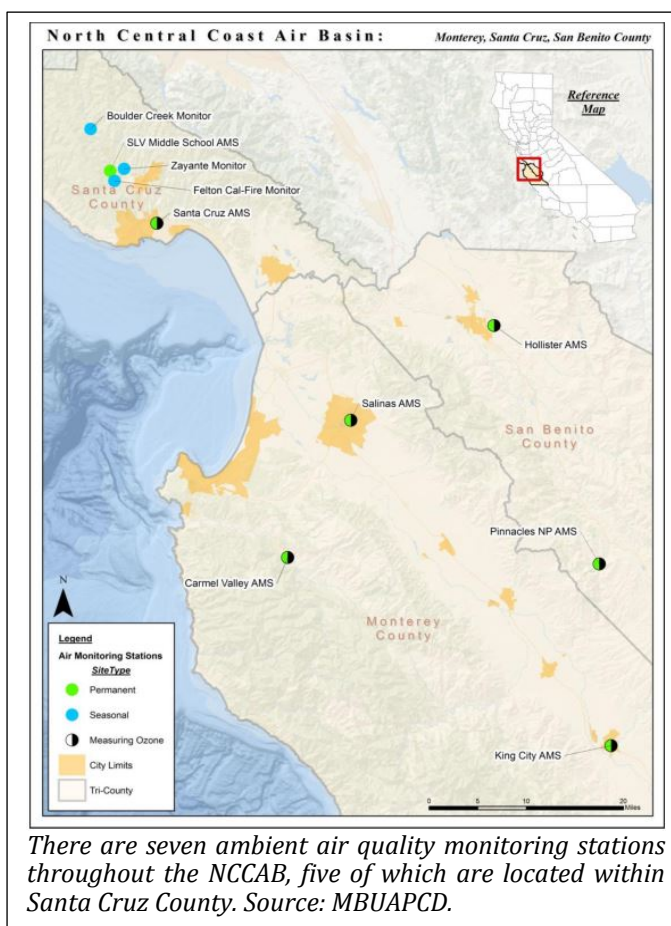 North Central Coast Air Basin: Monterey, Santa Cruz, San Benito County
Reference
Map
Boulder Creek Monitor
SLV Middle School AMS
Zayante Monitor
Santa Cruz
County
Felton Cal-Fire Monitor
Santa Cruz AMS
Hollister AMS
Salinas AMS
San Benito
County
Pinnacles NP AMS
Carmel Valley AMS
Monterey
County
N
King City AMS
Legend
Air Monitoring Stations
SiteType
Permanent
Seasonal
Measuring Ozone
City Limits
Tri-County
0 5 10 20
Miles
There are seven ambient air quality monitoring stations
throughout the NCCAB, five of which are located within
Santa Cruz County. Source: MBUAPCD.